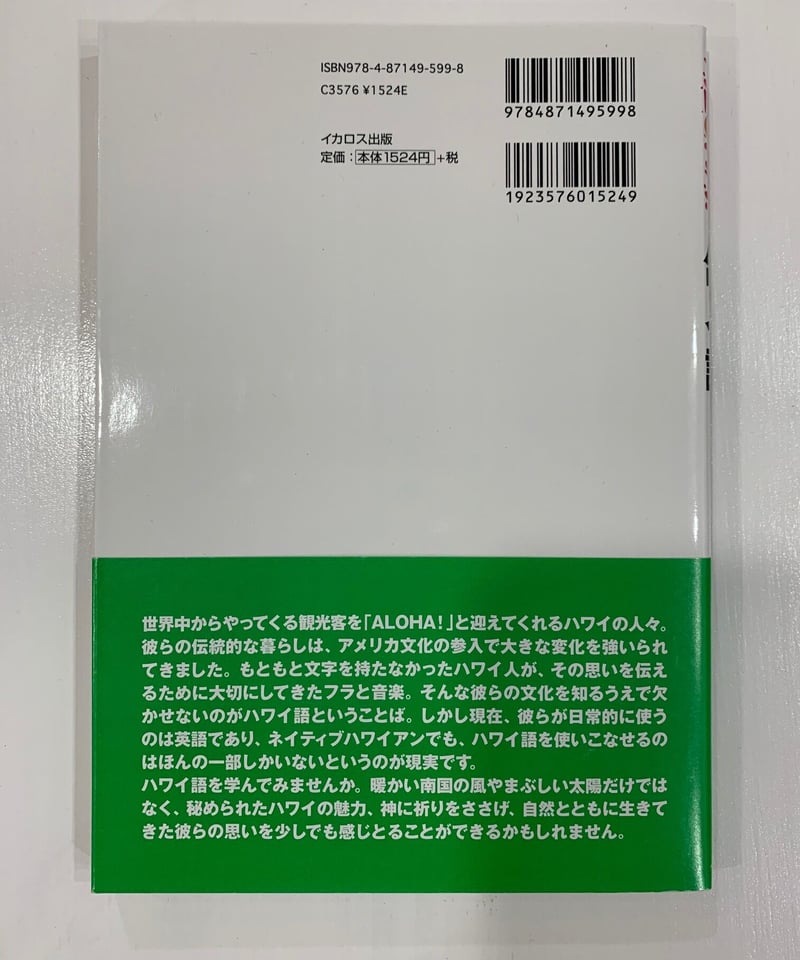 ISBN978-4-87149-599-8
C3576 ¥1524E
9784871495998
イカロス出版
定価：本体1524円+税
1923576015249
世界中からやってくる観光客を「ALOHA!」と迎えてくれるハワイの人々。
彼らの伝統的な暮らしは、アメリカ文化の参入で大きな変化を強いられ
てきました。もともと文字を持たなかったハワイ人が、その思いを伝え
るために大切にしてきたフラと音楽。そんな彼らの文化を知るうえで欠
かせないのがハワイ語ということば。しかし現在、彼らが日常的に使う
のは英語であり、ネイティブハワイアンでも、ハワイ語を使いこなせるの
はほんの一部しかいないというのが現実です。
ハワイ語を学んでみませんか。暖かい南国の風やまぶしい太陽だけでは
なく、秘められたハワイの魅力、神に祈りをささげ、自然とともに生きて
きた彼らの思いを少しでも感じとることができるかもしれません。